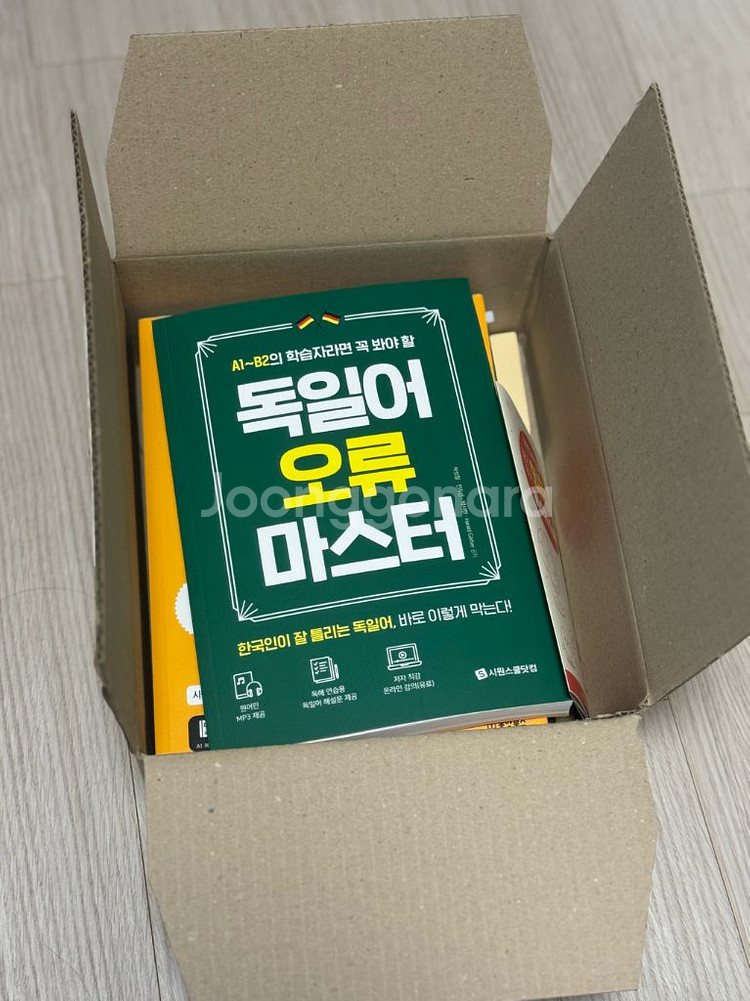 A1~B2의 학습자라면 꼭 봐야 할
독일어
오류
마스터
Joonggonara
한국인이 잘 틀리는 독일어, 바로 이렇게 막는다!
원어민
MP3 제공
독해 연습용
독일어 해설문 제공
저자 직강
온라인 강의(유료)
S 시원스쿨닷컴